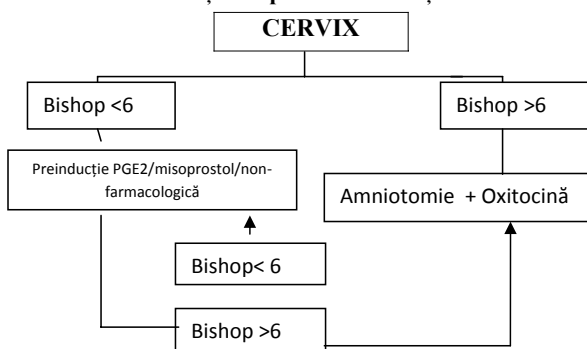 CERVIX
Bishop <6
Bishop >6
Preinducție PGE2/misoprostol/non-
farmacologică
Amniotomie + Oxitocină
Bishop< 6
Bishop >6